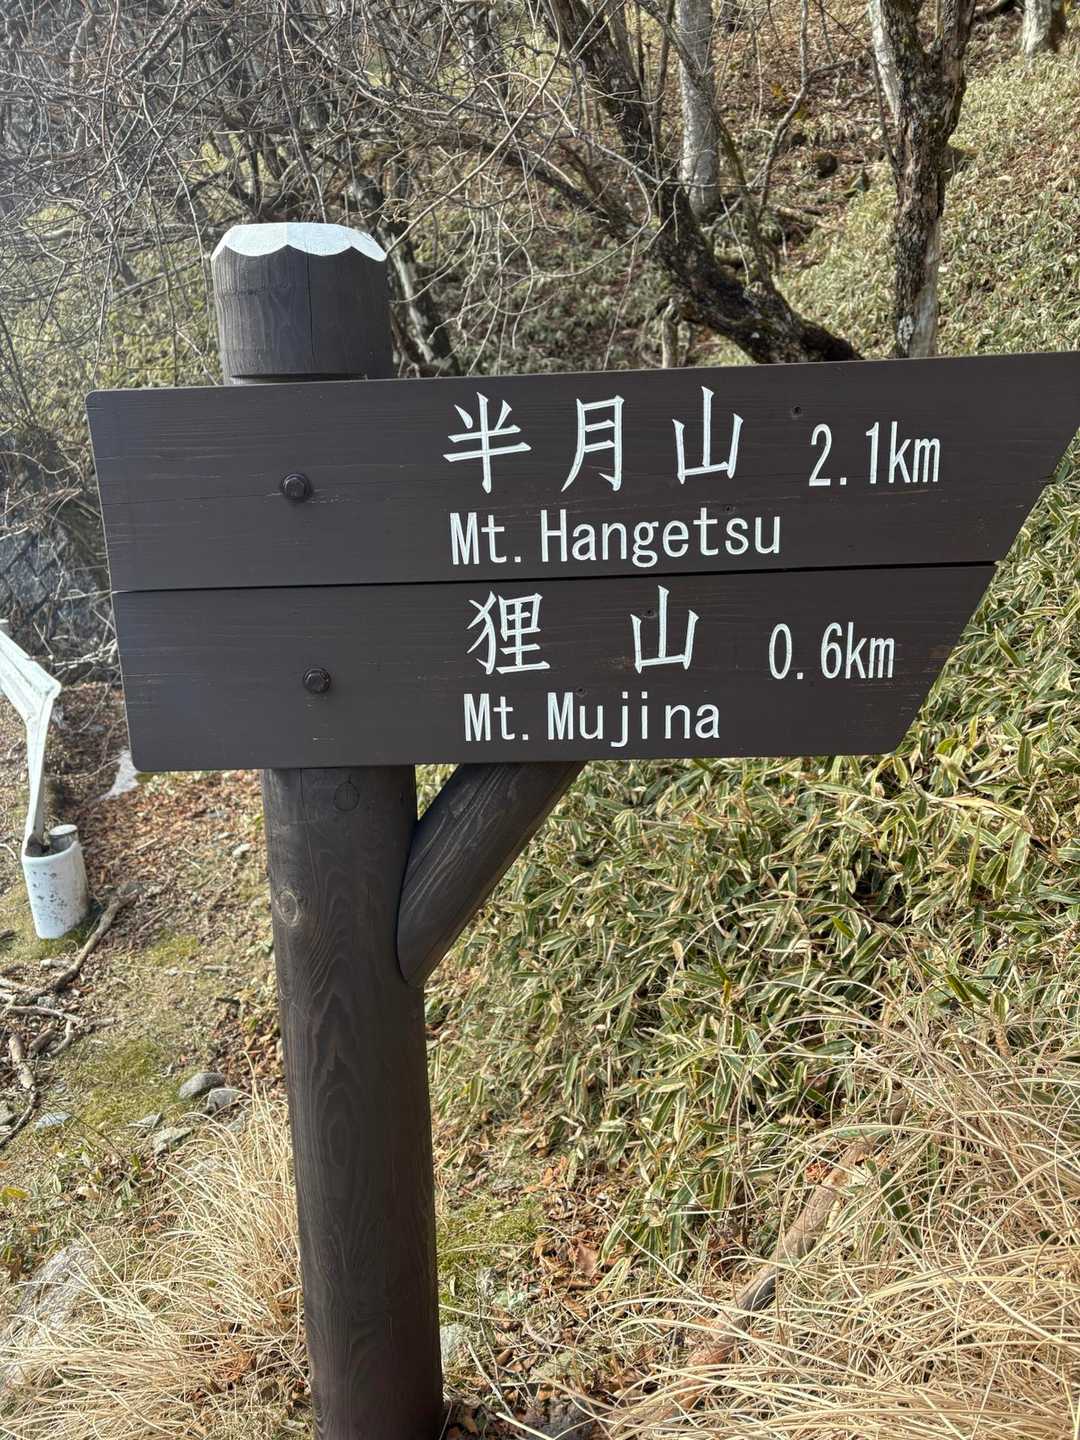 半月山 2.1km
Mt.Hangetsu
狸 山 0.6km
Mt.Mujina